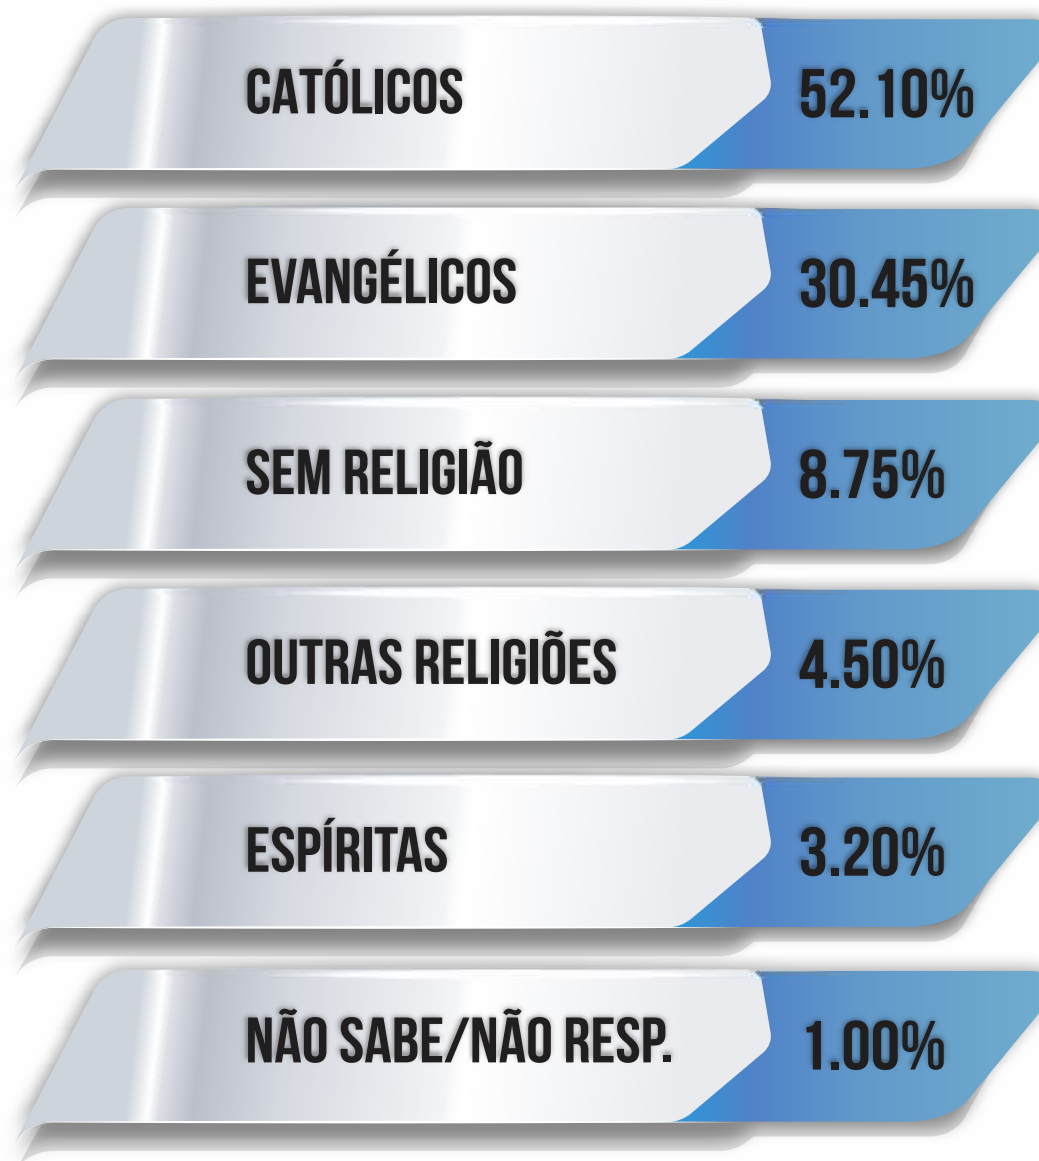 CATÓLICOS 52.10%
EVANGÉLICOS 30.45%
SEM RELIGIÃO 8.75%
OUTRAS RELIGIÕES 4.50%
ESPÍRITAS 3.20%
NÃO SABE/NÃO RESP. 1.00%